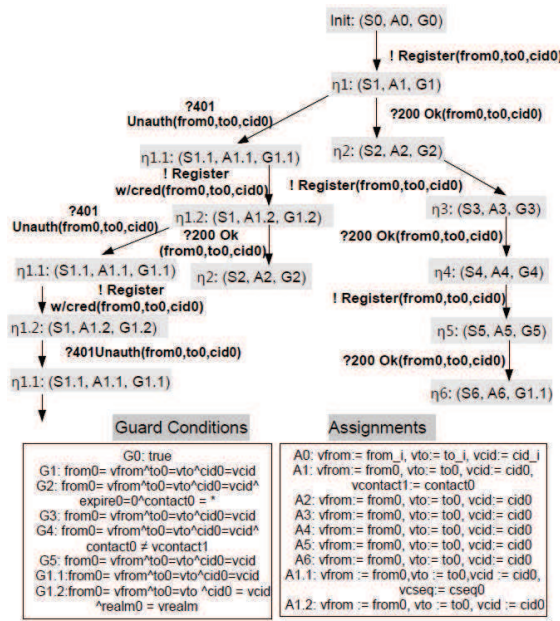 Init: (S0, A0, G0)
! Register(from0,to0,cid0)
η1: (S1, A1, G1)
?401
Unauth(from0,to0,cid0)
?200 Ok(from0,to0,cid0)
η1.1: (S1.1, A1.1, G1.1)
η2: (S2, A2, G2)
! Register
w/cred(from0,to0,cid0)
! Register(from0,to0,cid0)
?401
Unauth(from0,to0,cid0)
η1.2: (S1, A1.2, G1.2)
η3: (S3, A3, G3)
?200 Ok
(from0,to0,cid0)
?200 Ok(from0,to0,cid0)
η1.1: (S1.1, A1.1, G1.1)
η2: (S2, A2, G2)
η4: (S4, A4, G4)
! Register
w/cred(from0,to0,cid0)
! Register(from0,to0,cid0)
η1.2: (S1, A1.2, G1.2)
η5: (S5, A5, G5)
?401Unauth(from0,to0,cid0)
?200 Ok(from0,to0,cid0)
η1.1: (S1.1, A1.1, G1.1)
η6: (S6, A6, G1.1)
Guard Conditions
G0: true
G1: from0= vfrom^to0=vto^cid0=vcid
G2: from0= vfrom^to0=vto^cid0=vcid^
expire0=0^contact0 = *
G3: from0= vfrom^to0=vto^cid0=vcid
G4: from0= vfrom^to0=vto^cid0=vcid^
contact0 ≠ vcontact1
G5: from0= vfrom^to0=vto^cid0=vcid
G1.1:from0= vfrom^to0=vto^cid0=vcid
G1.2:from0= vfrom^to0=vto ^cid0 = vcid
^realm0 = vrealm
Assignments
A0: vfrom:= from_i, vto:= to_i, vcid:= cid_i
A1: vfrom:= from0, vto:= to0, vcid:= cid0,
vcontact1:= contact0
A2: vfrom:= from0, vto:= to0, vcid:= cid0
A3: vfrom:= from0, vto:= to0, vcid:= cid0
A4: vfrom:= from0, vto:= to0, vcid:= cid0
A5: vfrom:= from0, vto:= to0, vcid:= cid0
A6: vfrom:= from0, vto:= to0, vcid:= cid0
A1.1: vfrom := from0,vto := to0,vcid := cid0,
vcseq:= cseq0
A1.2: vfrom := from0, vto := to0, vcid := cid0